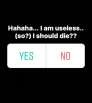 Hahaha... I am useless..
(so?) I should die??
YES NO